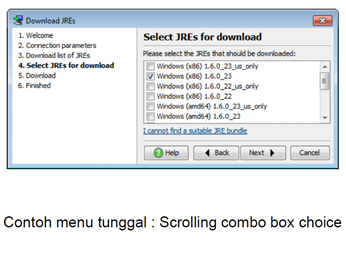 Download JREs
1. Welcome
2. Connection parameters
3. Download list of JREs
4. Select JREs for download
5. Download
6. Finished
Select JREs for download
Please select the JREs that should be downloaded:
Windows (x86) 1.6.0_23_us_only
Windows (x86) 1.6.0_23
Windows (x86) 1.6.0_22_us_only
Windows (x86) 1.6.0_22
Windows (amd64) 1.6.0_23_us_only
Windows (amd64) 1.6.0_23
I cannot find a suitable JRE bundle
Help
Back
Next
Cancel
Contoh menu tunggal : Scrolling combo box choice